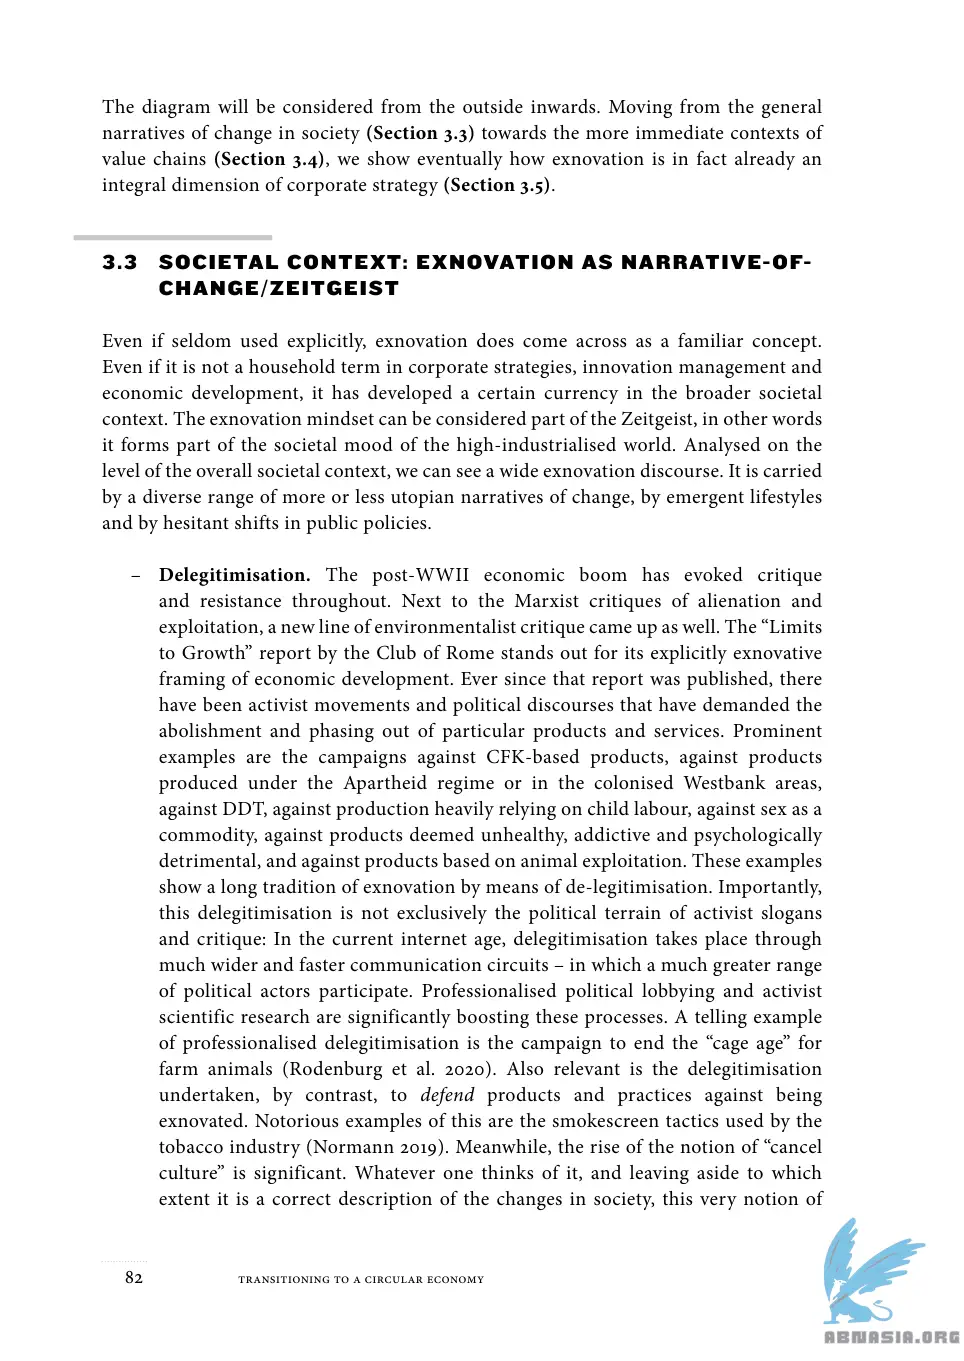 The diagram will be considered from the outside inwards. Moving from the general
narratives of change in society (Section 3.3) towards the more immediate contexts of
value chains (Section 3.4), we show eventually how exnovation is in fact already an
integral dimension of corporate strategy (Section 3.5).
3.3 SOCIETAL CONTEXT: EXNOVATION AS NARRATIVE-OF-
CHANGE/ZEITGEIST
Even if seldom used explicitly, exnovation does come across as a familiar concept.
Even if it is not a household term in corporate strategies, innovation management and
economic development, it has developed a certain currency in the broader societal
context. The exnovation mindset can be considered part of the Zeitgeist, in other words
it forms part of the societal mood of the high-industrialised world. Analysed on the
level of the overall societal context, we can see a wide exnovation discourse. It is carried
by a diverse range of more or less utopian narratives of change, by emergent lifestyles
and by hesitant shifts in public policies.
– Delegitimisation. The post-WWII economic boom has evoked critique
and resistance throughout. Next to the Marxist critiques of alienation and
exploitation, a new line of environmentalist critique came up as well. The “Limits
to Growth” report by the Club of Rome stands out for its explicitly exnovative
framing of economic development. Ever since that report was published, there
have been activist movements and political discourses that have demanded the
abolishment and phasing out of particular products and services. Prominent
examples are the campaigns against CFK-based products, against products
produced under the Apartheid regime or in the colonised Westbank areas,
against DDT, against production heavily relying on child labour, against sex as a
commodity, against products deemed unhealthy, addictive and psychologically
detrimental, and against products based on animal exploitation. These examples
show a long tradition of exnovation by means of de-legitimisation. Importantly,
this delegitimisation is not exclusively the political terrain of activist slogans
and critique: In the current internet age, delegitimisation takes place through
much wider and faster communication circuits – in which a much greater range
of political actors participate. Professionalised political lobbying and activist
scientific research are significantly boosting these processes. A telling example
of professionalised delegitimisation is the campaign to end the “cage age” for
farm animals (Rodenburg et al. 2020). Also relevant is the delegitimisation
undertaken, by contrast, to defend products and practices against being
exnovated. Notorious examples of this are the smokescreen tactics used by the
tobacco industry (Normann 2019). Meanwhile, the rise of the notion of “cancel
culture” is significant. Whatever one thinks of it, and leaving aside to which
extent it is a correct description of the changes in society, this very notion of
82 TRANSITIONING TO A CIRCULAR ECONOMY
ABNASIA.ORG